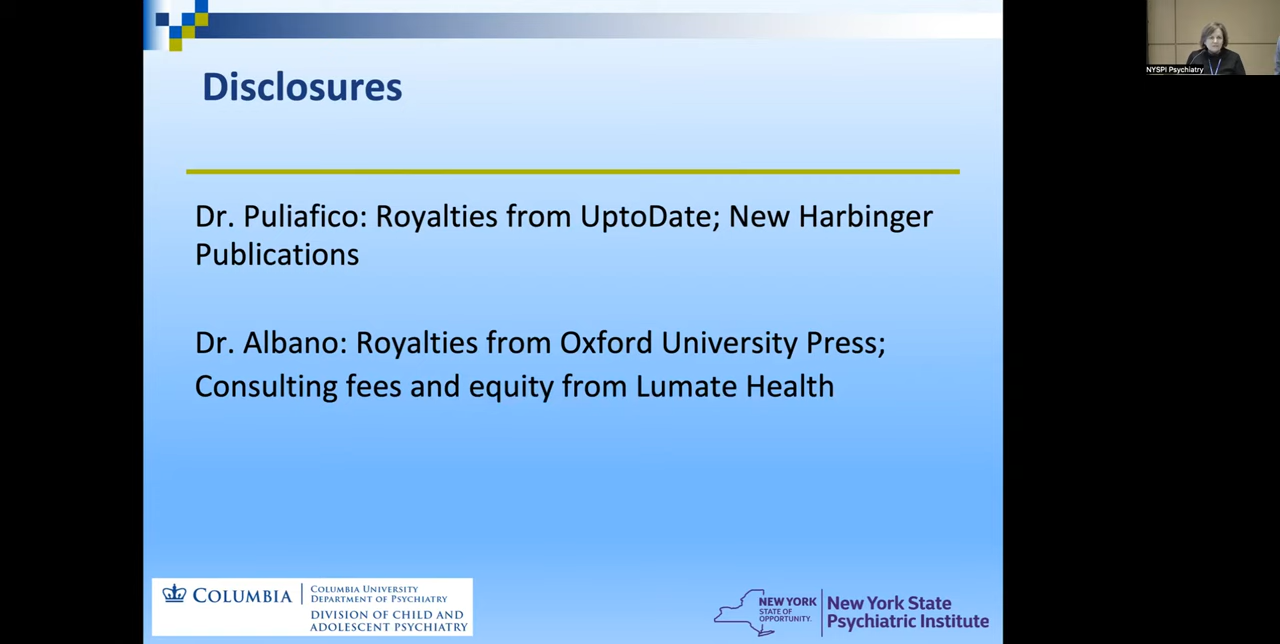 NYSPI Psychiatry
Disclosures
Dr. Puliafico: Royalties from UptoDate; New Harbinger
Publications
Dr. Albano: Royalties from Oxford University Press;
Consulting fees and equity from Lumate Health
COLUMBIA
COLUMBIA UNIVERSITY
DEPARTMENT OF PSYCHIATRY
DIVISION OF CHILD AND
ADOLESCENT PSYCHIATRY
NEW YORK
STATE OF
OPPORTUNITY.
New York State
Psychiatric Institute